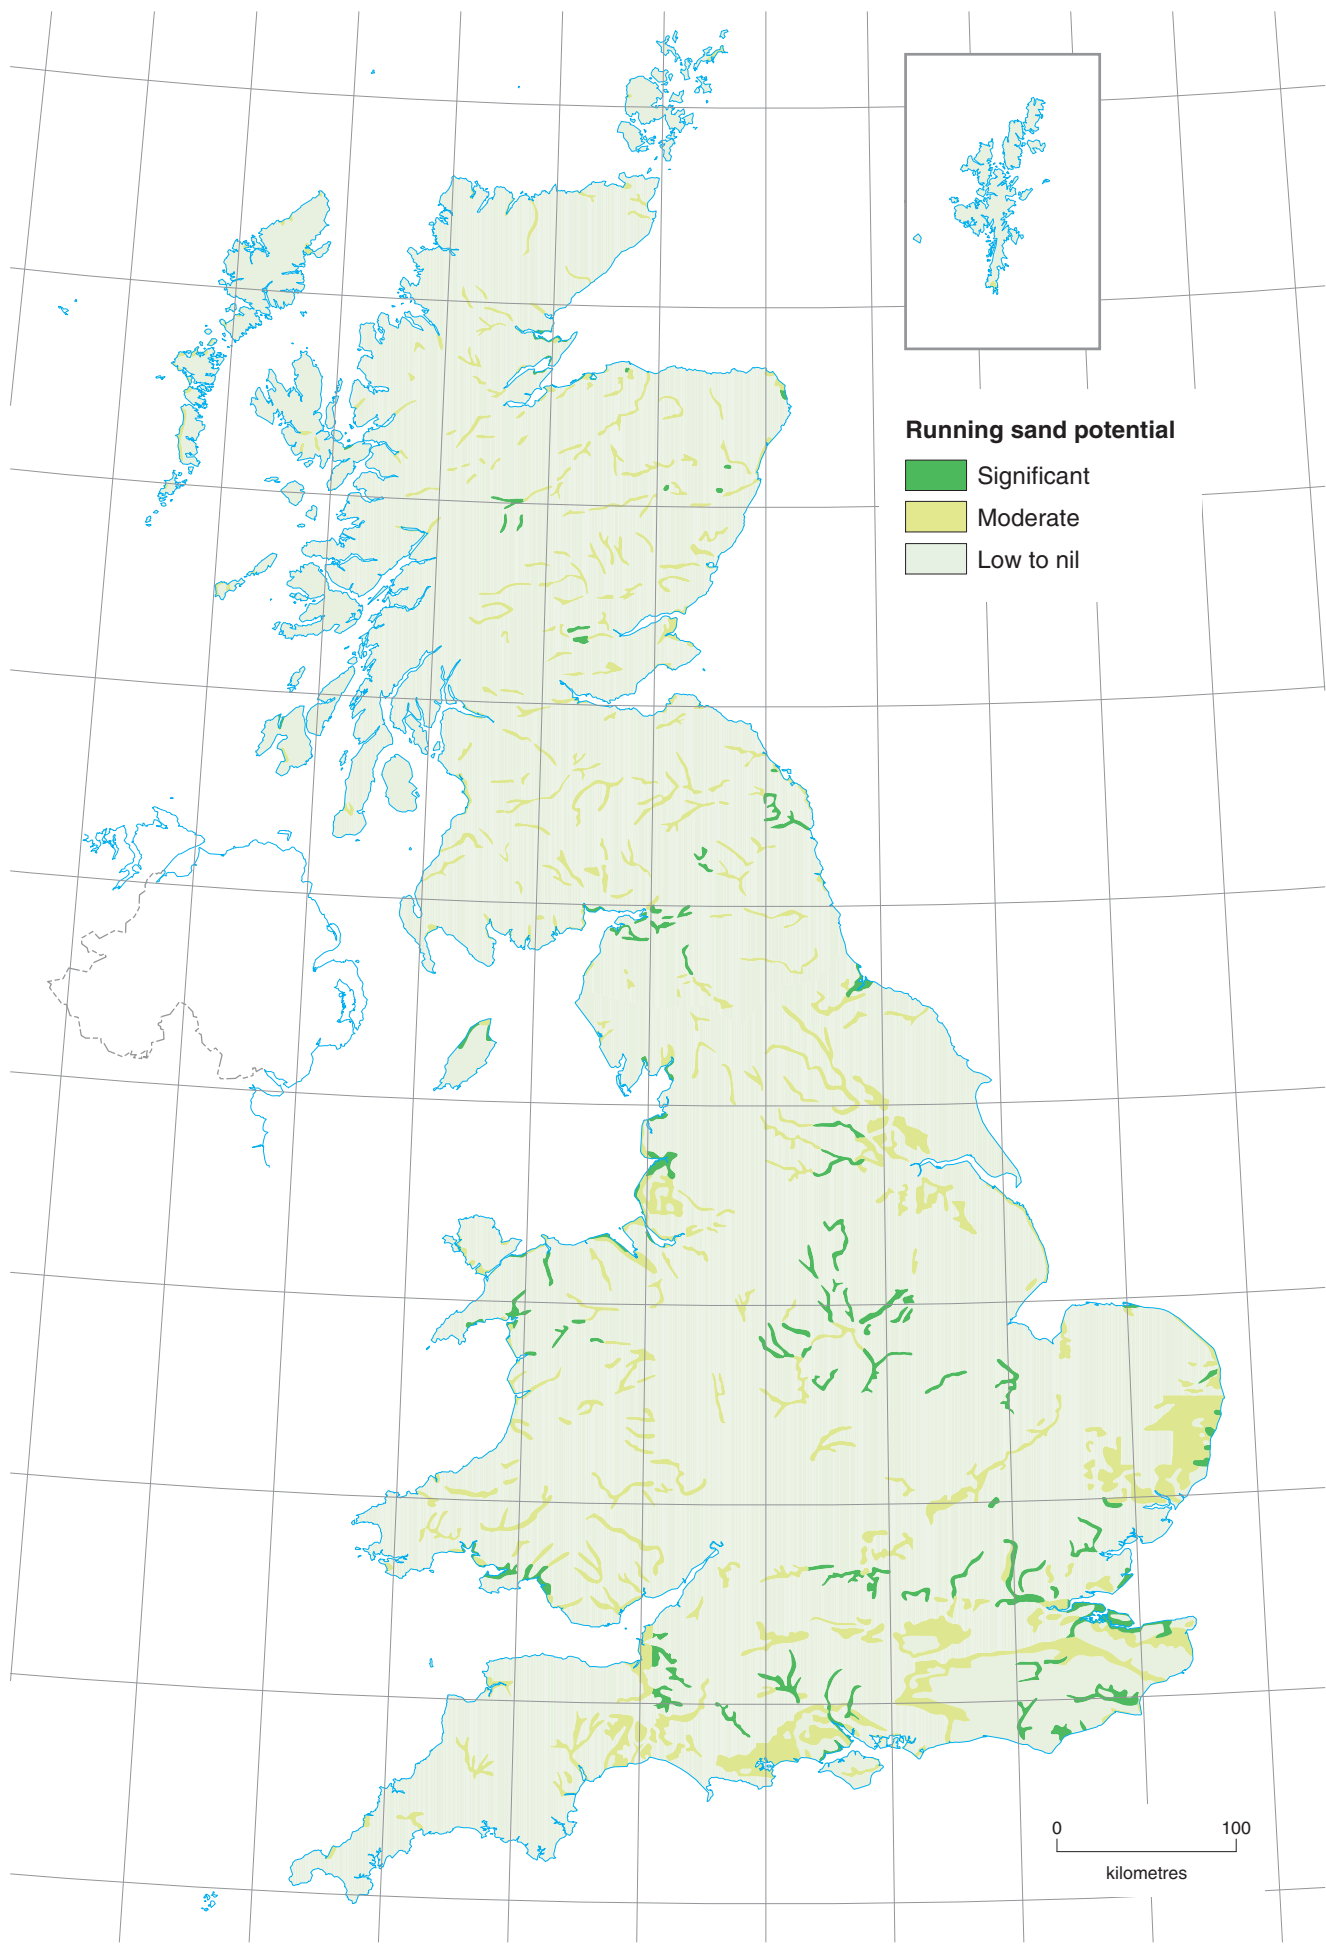 Running sand potential
Significant
Moderate
Low to nil
0 100
kilometres